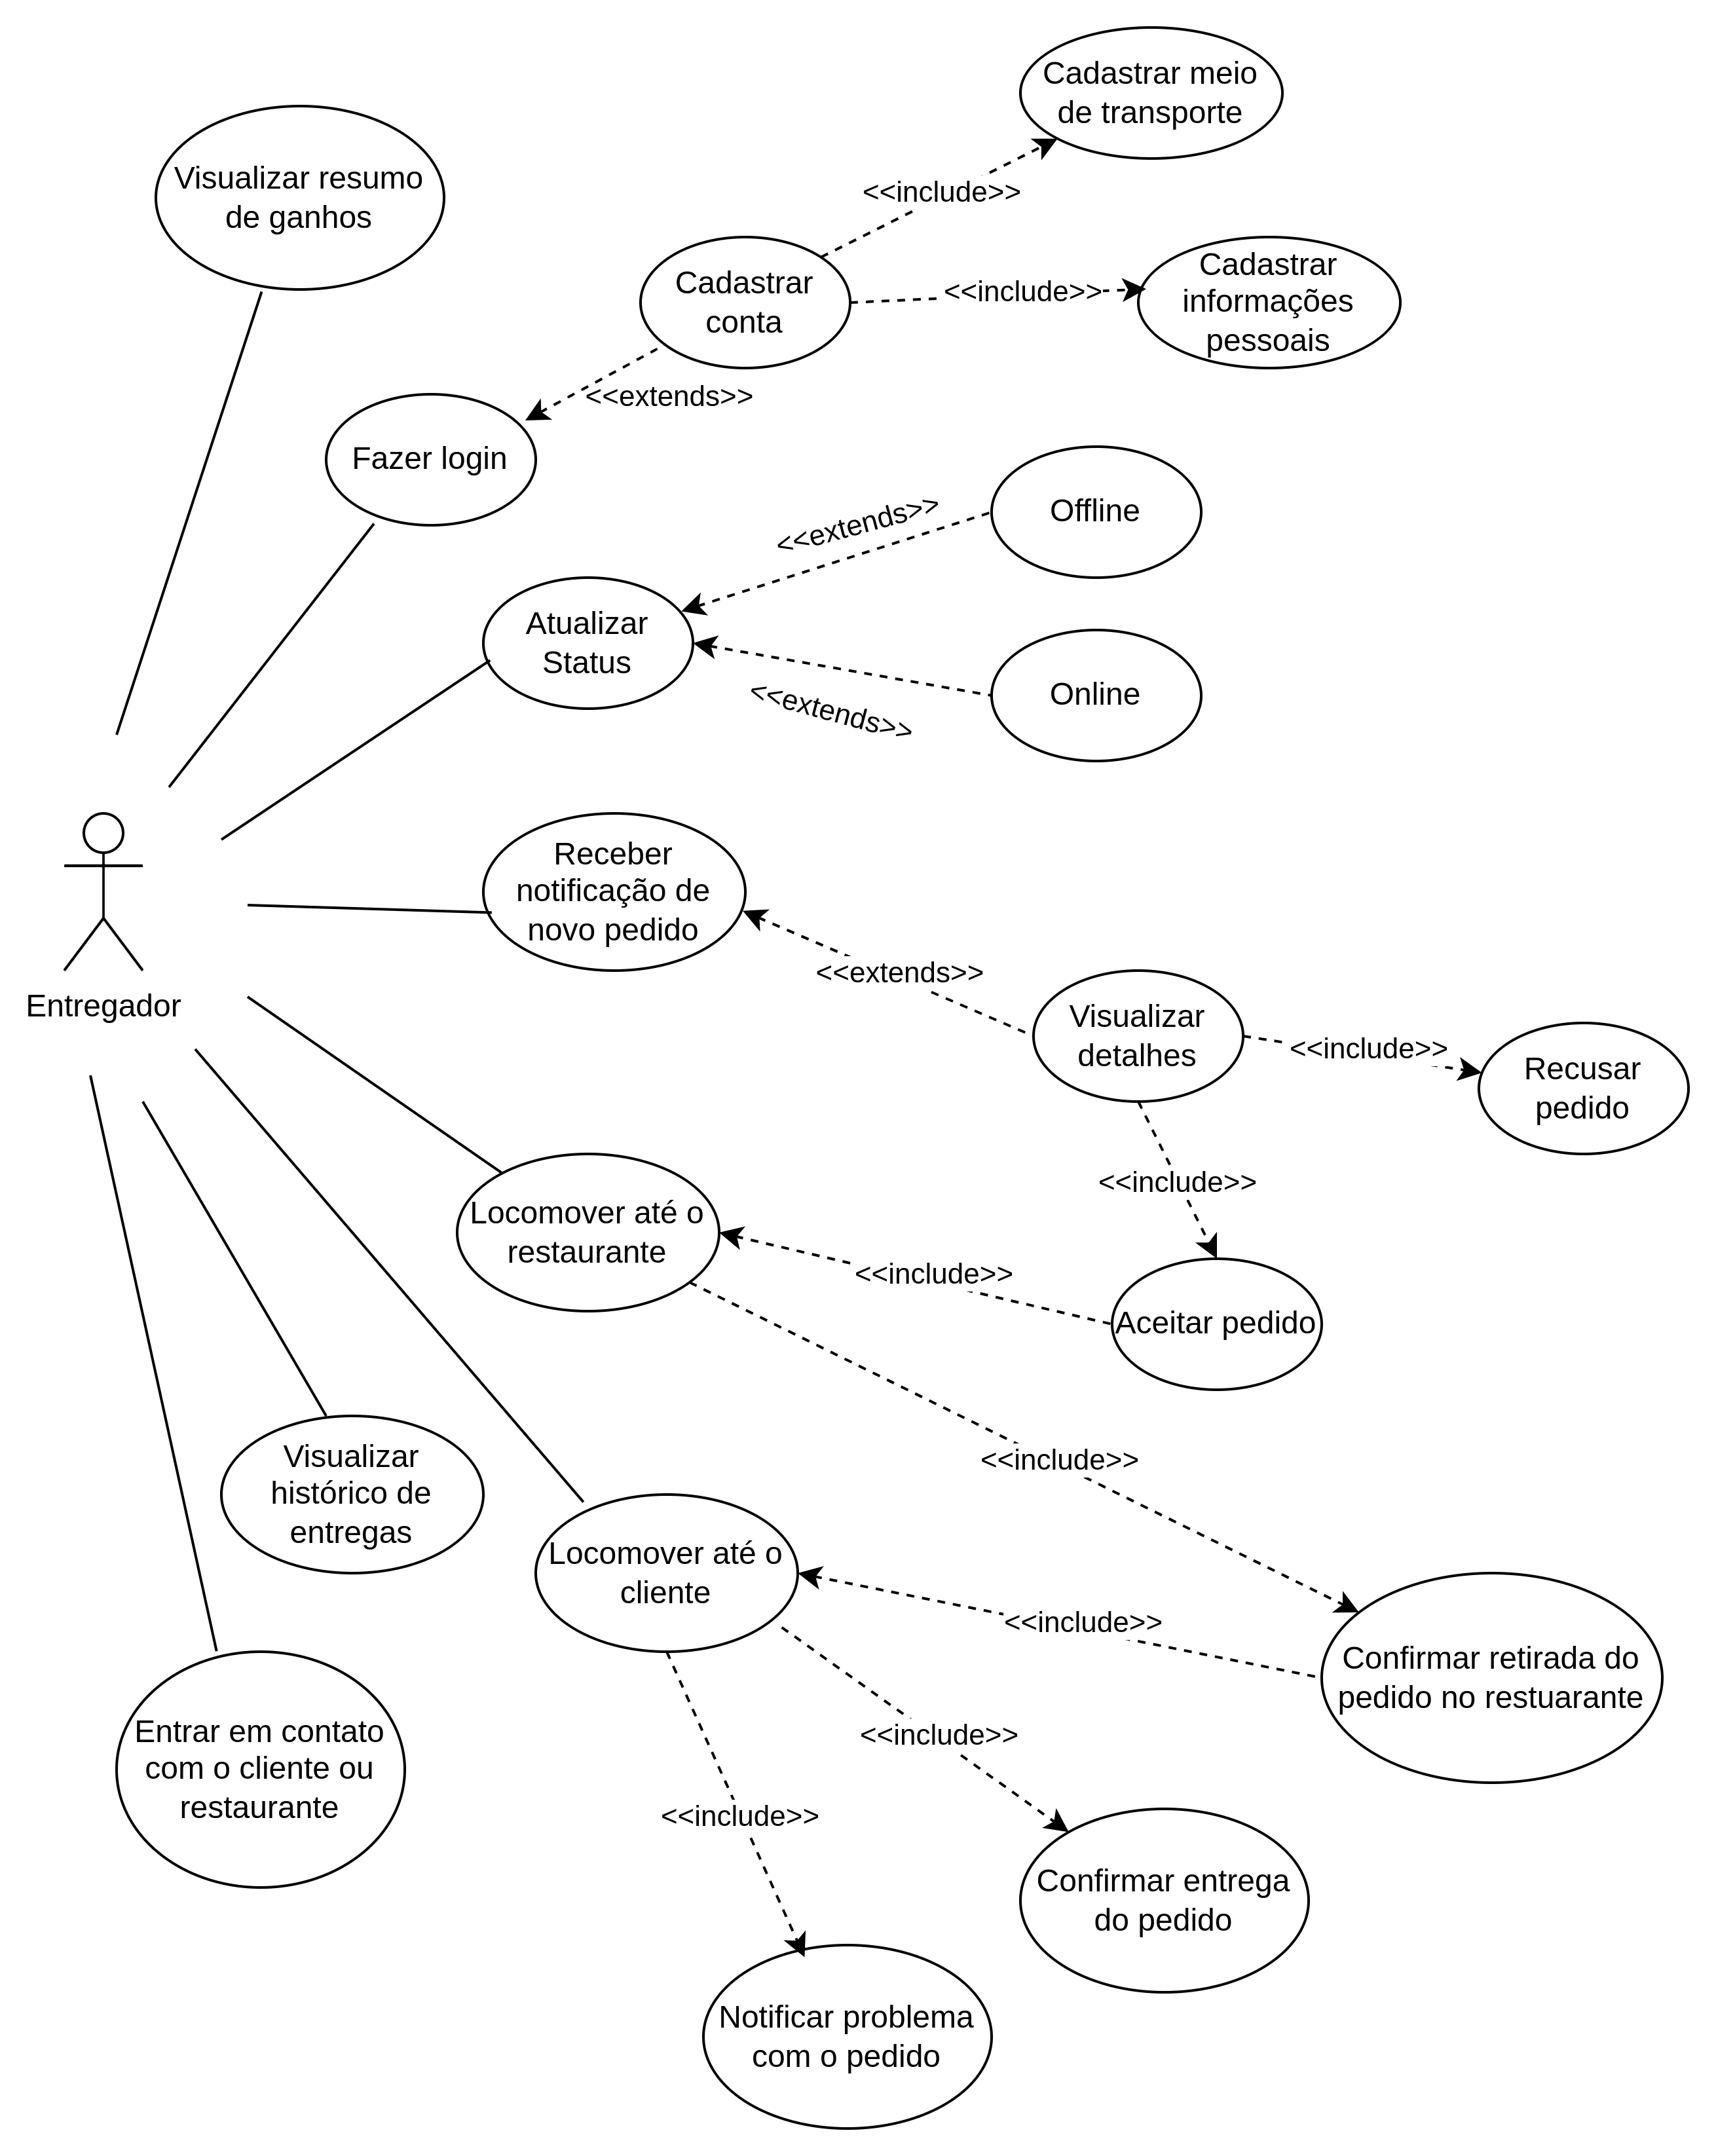 Cadastrar meio
de transporte
Visualizar resumo
de ganhos
<<include>>
Cadastrar
conta
<<include>>
Cadastrar
informações
pessoais
<<extends>>
Fazer login
<<extends>>
Offline
Atualizar
Status
Online
<<extends>>
Receber
notificação de
novo pedido
<<extends>>
Entregador
Visualizar
detalhes
<<include>>
Recusar
pedido
<<include>>
Locomover até o
restaurante
<<include>>
Aceitar pedido
<<include>>
Visualizar
histórico de
entregas
Locomover até o
cliente
<<include>>
Confirmar retirada do
pedido no restuarante
Entrar em contato
com o cliente ou
restaurante
<<include>>
<<include>>
Confirmar entrega
do pedido
Notificar problema
com o pedido